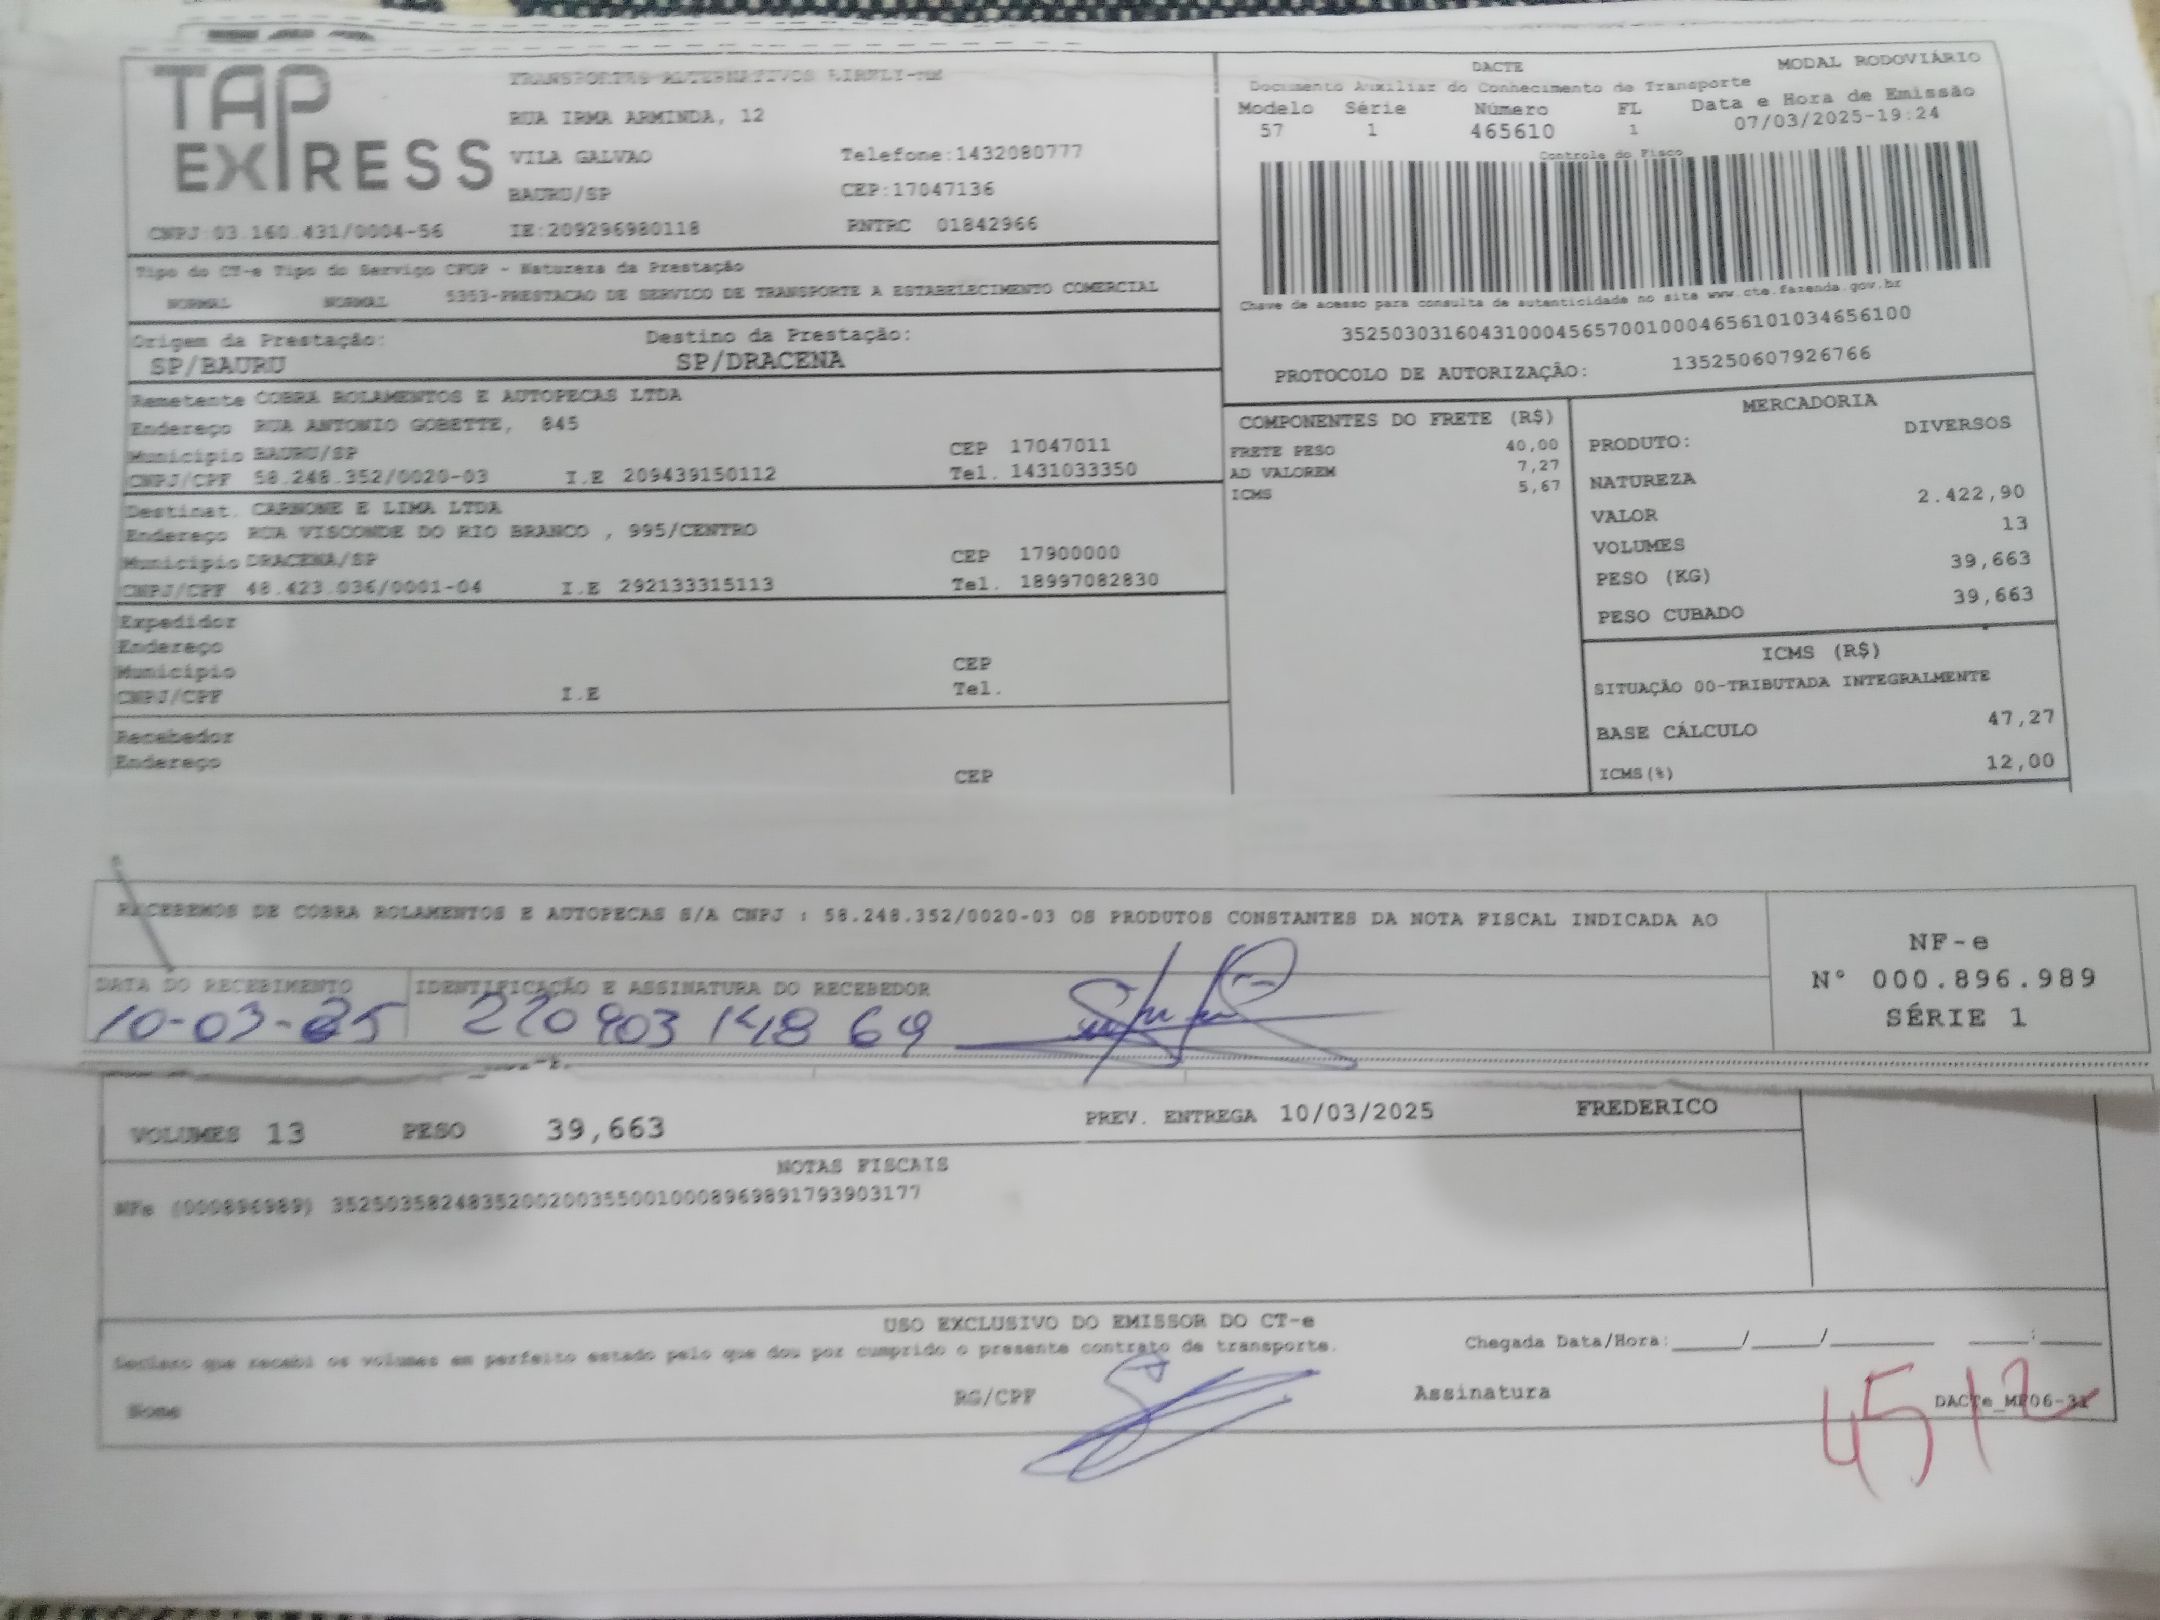 TAP EXPRESS
TRANSPORTES ALTERNATIVOS EIRELI-ME
RUA IRMA ARMINDA, 12
VILA GALVAO Telefone:1432080777
BAURU/SP CEP:17047136
CNPJ:03.160.431/0004-56 IE:209296980118 RNTRC 01842966
DACTE MODAL RODOVIÁRIO
Documento Auxiliar do Conhecimento de Transporte
Modelo Série Número FL Data e Hora de Emissão
57 1 465610 1 07/03/2025-19:24
Controle do Fisco
Chave de acesso para consulta de autenticidade no site www.cte.fazenda.gov.br
35250303160431000456570010004656101034656100
PROTOCOLO DE AUTORIZAÇÃO: 135250607926766
Tipo do CT-e Tipo do Serviço CFOP - Natureza da Prestação
NORMAL NORMAL 5353-PRESTACAO DE SERVICO DE TRANSPORTE A ESTABELECIMENTO COMERCIAL
Origem da Prestação: Destino da Prestação:
SP/BAURU SP/DRACENA
Remetente COBRA ROLAMENTOS E AUTOPECAS LTDA
Endereço RUA ANTONIO GOBETTE, 845
Município BAURU/SP CEP 17047011
CNPJ/CPF 58.248.352/0020-03 I.E 209439150112 Tel. 1431033350
Destinat. CARNONE E LIMA LTDA
Endereço RUA VISCONDE DO RIO BRANCO , 995/CENTRO
Município DRACENA/SP CEP 17900000
CNPJ/CPF 48.423.036/0001-04 I.E 292133315113 Tel. 18997082830
Expedidor
Endereço
Município CEP
CNPJ/CPF I.E Tel.
Recebedor
Endereço
CEP
COMPONENTES DO FRETE (R$)
FRETE PESO 40,00
AD VALOREM 7,27
ICMS 5,67
MERCADORIA
PRODUTO: DIVERSOS
NATUREZA
VALOR 2.422,90
VOLUMES 13
PESO (KG) 39,663
PESO CUBADO 39,663
ICMS (R$)
SITUAÇÃO 00-TRIBUTADA INTEGRALMENTE
BASE CÁLCULO 47,27
ICMS(%) 12,00
RECEBEMOS DE COBRA ROLAMENTOS E AUTOPECAS S/A CNPJ : 58.248.352/0020-03 OS PRODUTOS CONSTANTES DA NOTA FISCAL INDICADA AO
DATA DO RECEBIMENTO IDENTIFICAÇÃO E ASSINATURA DO RECEBEDOR
10-03-25
NF-e
N° 000.896.989
SÉRIE 1
VOLUMES 13 PESO 39,663 PREV. ENTREGA 10/03/2025 FREDERICO
NOTAS FISCAIS
NFe (000896989) 35250358248352002003550010008969891793903177
USO EXCLUSIVO DO EMISSOR DO CT-e
Declaro que recebi os volumes em perfeito estado pelo que dou por cumprido o presente contrato de transporte. Chegada Data/Hora:_____/_____/_______ ____:____
Nome RG/CPF Assinatura
4512